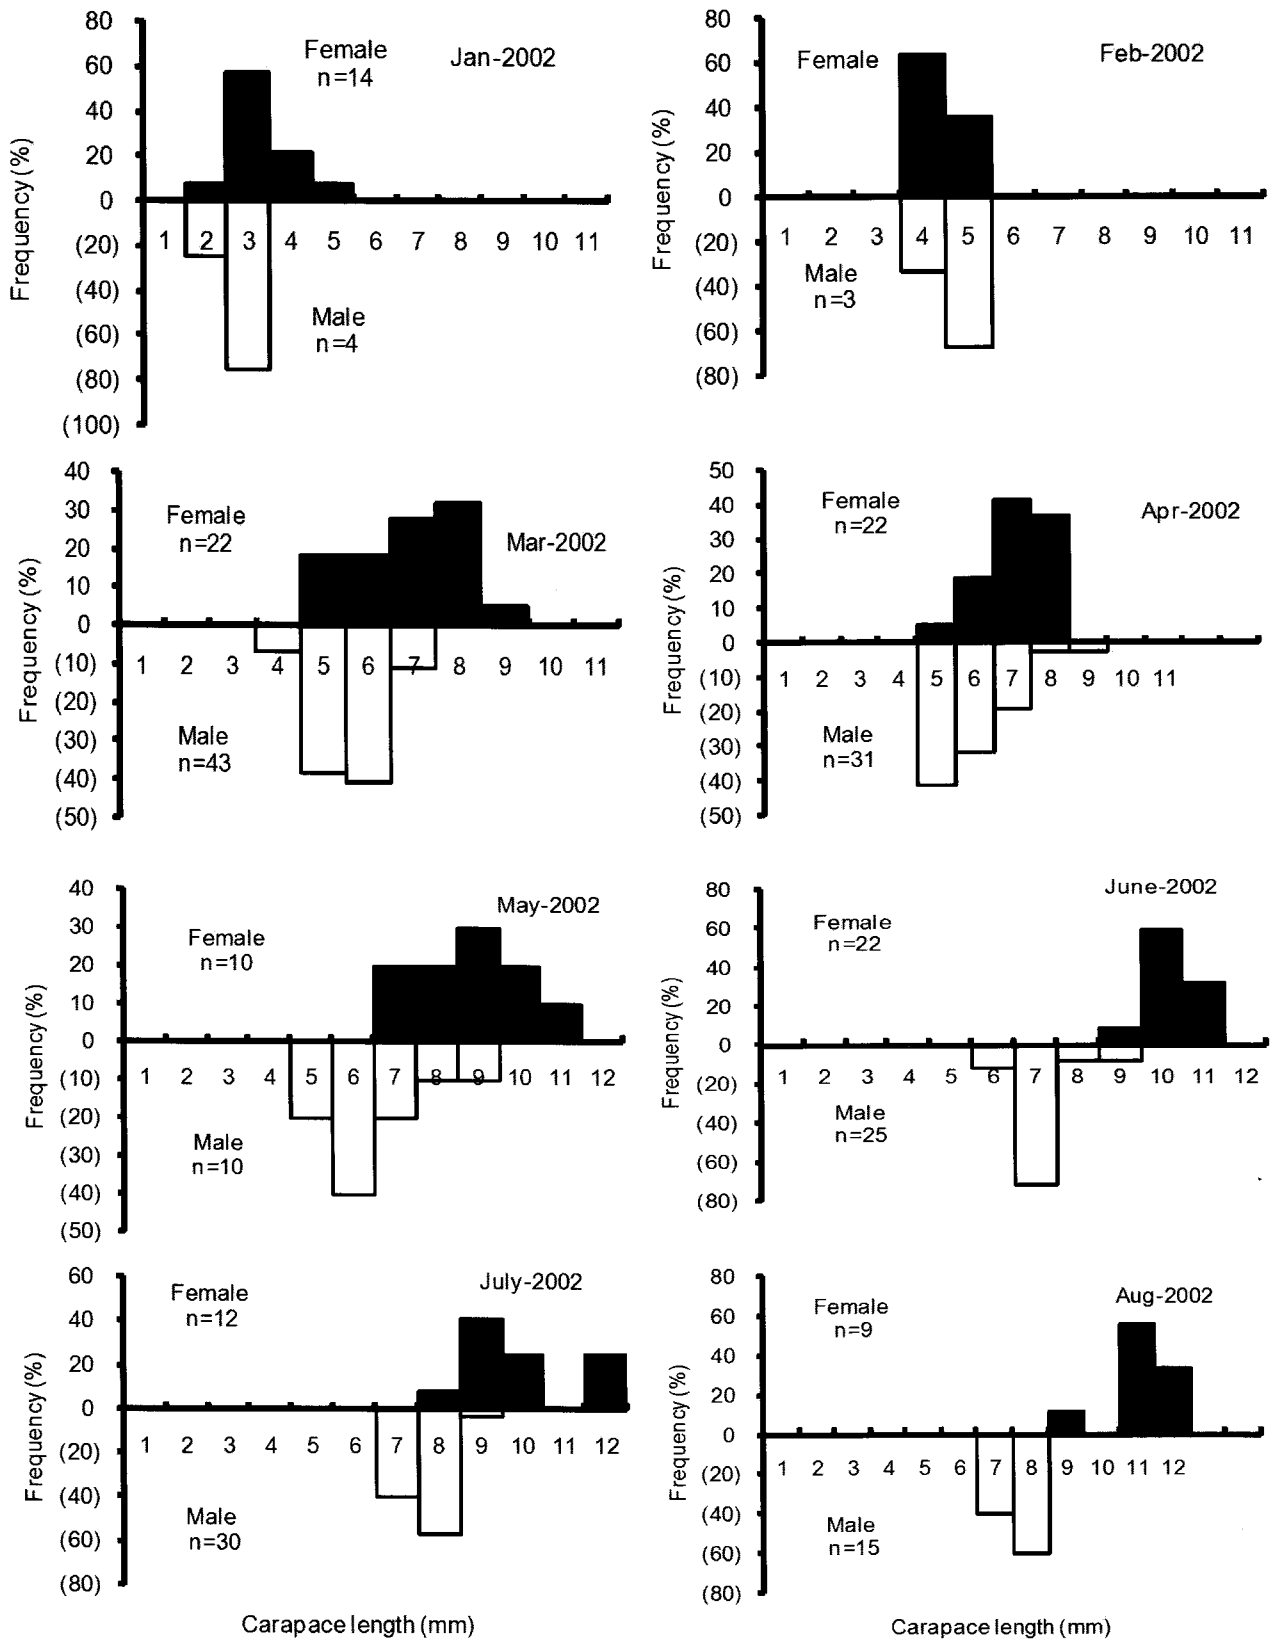 80
60
40
20
0
(20)
(40)
(60)
(80)
(100)
Frequency (%)
Female
n=14
Jan-2002
1 2 3 4 5 6 7 8 9 10 11
Male
n=4
80
60
40
20
0
(20)
(40)
(60)
(80)
Frequency (%)
Female
Feb-2002
1 2 3 4 5 6 7 8 9 10 11
Male
n=3
40
30
20
10
0
(10)
(20)
(30)
(40)
(50)
Frequency (%)
Female
n=22
Mar-2002
1 2 3 4 5 6 7 8 9 10 11
Male
n=43
50
40
30
20
10
0
(10)
(20)
(30)
(40)
(50)
Frequency (%)
Female
n=22
Apr-2002
1 2 3 4 5 6 7 8 9 10 11
Male
n=31
40
30
20
10
0
(10)
(20)
(30)
(40)
(50)
Frequency (%)
Female
n=10
May-2002
1 2 3 4 5 6 7 8 9 10 11 12
Male
n=10
80
60
40
20
0
(20)
(40)
(60)
(80)
Frequency (%)
Female
n=22
June-2002
1 2 3 4 5 6 7 8 9 10 11 12
Male
n=25
60
40
20
0
(20)
(40)
(60)
(80)
Frequency (%)
Female
n=12
July-2002
1 2 3 4 5 6 7 8 9 10 11 12
Male
n=30
Carapace length (mm)
80
60
40
20
0
(20)
(40)
(60)
(80)
Frequency (%)
Female
n=9
Aug-2002
1 2 3 4 5 6 7 8 9 10 11 12
Male
n=15
Carapace length (mm)